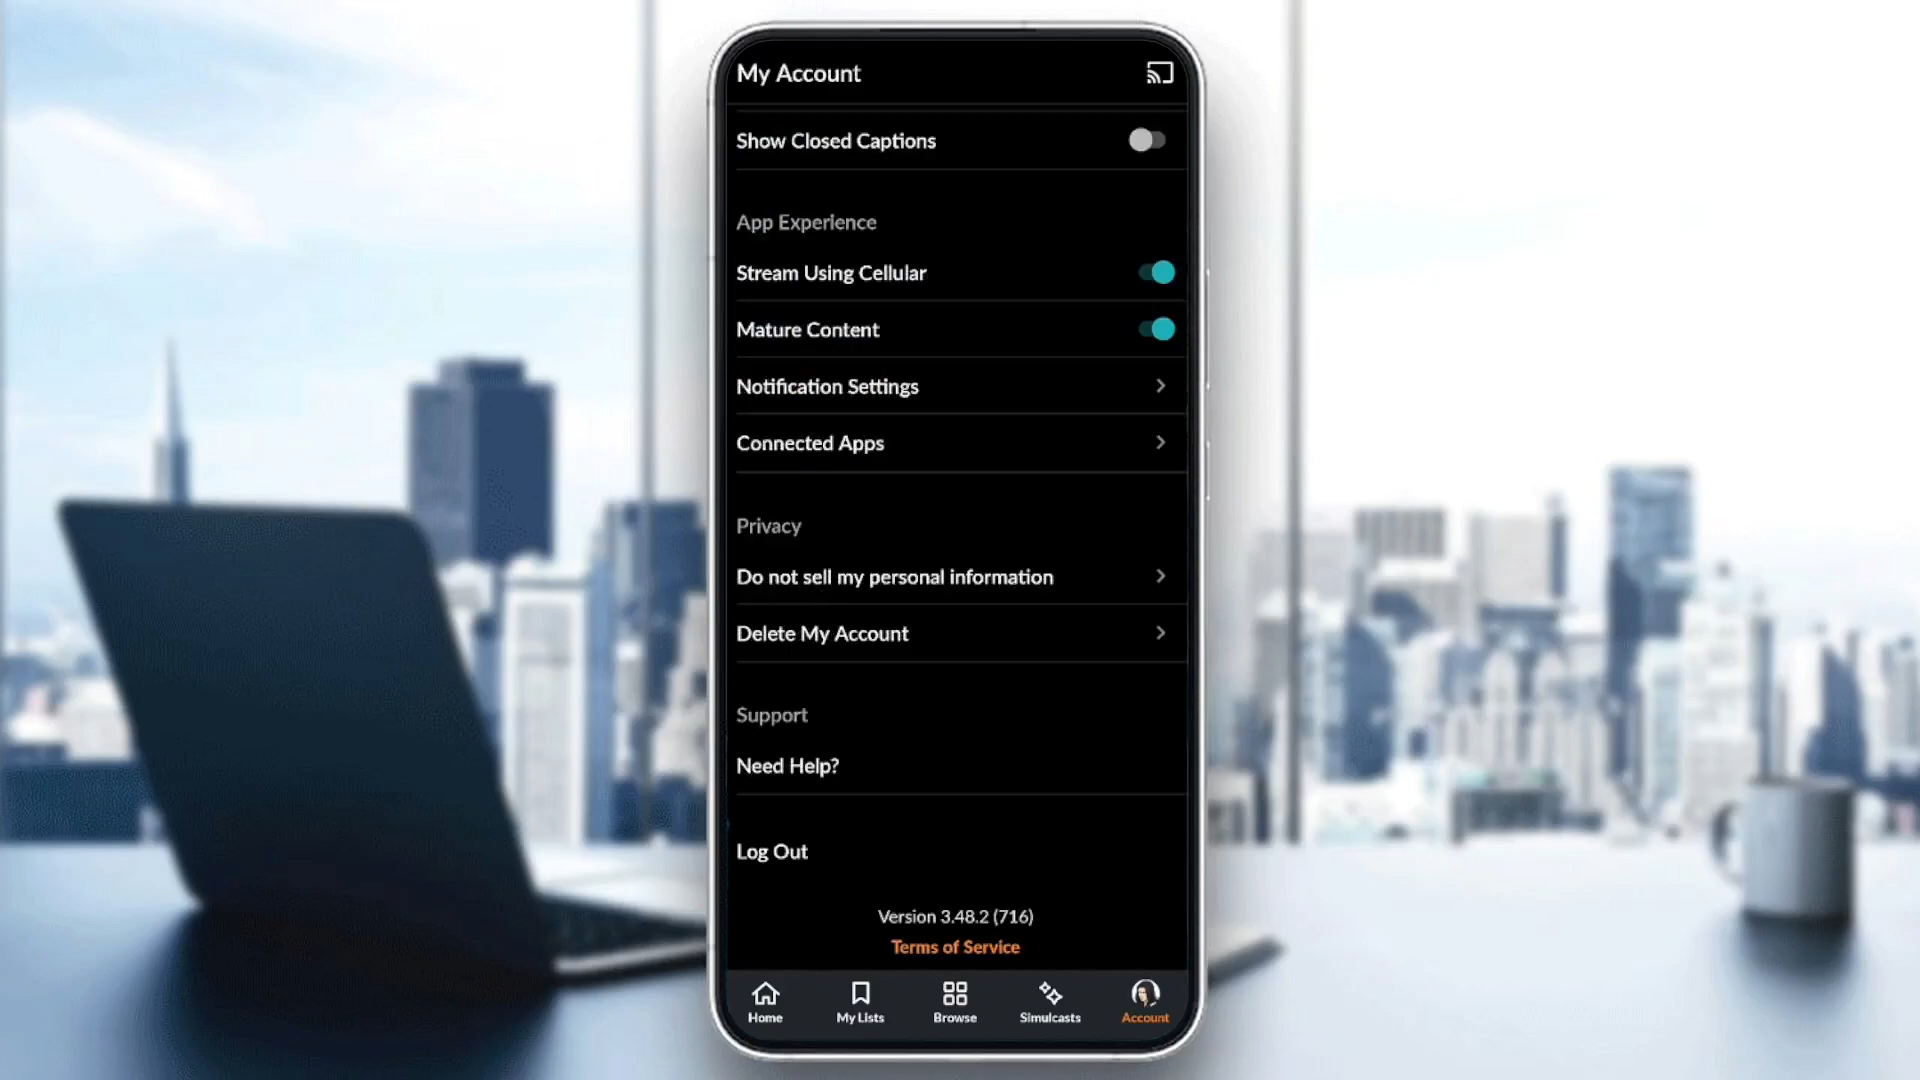 My Account
Show Closed Captions
App Experience
Stream Using Cellular
Mature Content
Notification Settings
Connected Apps
Privacy
Do not sell my personal information
Delete My Account
Support
Need Help?
Log Out
Version 3.48.2 (716)
Terms of Service
Home
My Lists
Browse
Simulcasts
Account